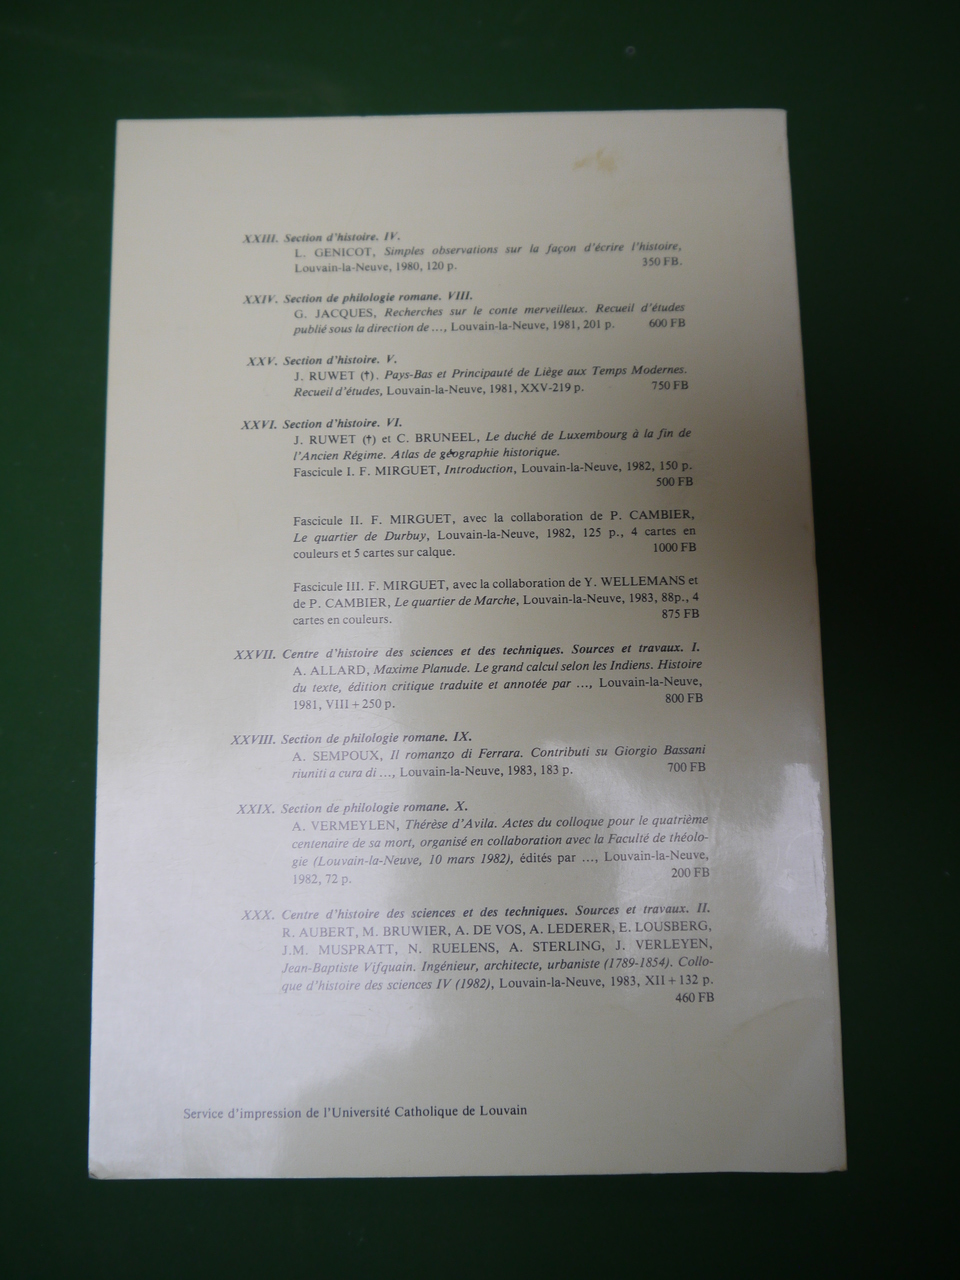 XXIII. Section d'histoire. IV.
L. GENICOT, Simples observations sur la façon d'écrire l'histoire,
Louvain-la-Neuve, 1980, 120 p. 350 FB.
XXIV. Section de philologie romane. VIII.
G. JACQUES, Recherches sur le conte merveilleux. Recueil d'études
publié sous la direction de ..., Louvain-la-Neuve, 1981, 201 p. 600 FB
XXV. Section d'histoire. V.
J. RUWET (†). Pays-Bas et Principauté de Liège aux Temps Modernes.
Recueil d'études, Louvain-la-Neuve, 1981, XXV-219 p. 750 FB
XXVI. Section d'histoire. VI.
J. RUWET (†) et C. BRUNEEL, Le duché de Luxembourg à la fin de
l'Ancien Régime. Atlas de géographie historique.
Fascicule I. F. MIRGUET, Introduction, Louvain-la-Neuve, 1982, 150 p.
500 FB
Fascicule II. F. MIRGUET, avec la collaboration de P. CAMBIER,
Le quartier de Durbuy, Louvain-la-Neuve, 1982, 125 p., 4 cartes en
couleurs et 5 cartes sur calque. 1000 FB
Fascicule III. F. MIRGUET, avec la collaboration de Y. WELLEMANS et
de P. CAMBIER, Le quartier de Marche, Louvain-la-Neuve, 1983, 88p., 4
cartes en couleurs. 875 FB
XXVII. Centre d'histoire des sciences et des techniques. Sources et travaux. I.
A. ALLARD, Maxime Planude. Le grand calcul selon les Indiens. Histoire
du texte, édition critique traduite et annotée par ..., Louvain-la-Neuve,
1981, VIII + 250 p. 800 FB
XXVIII. Section de philologie romane. IX.
A. SEMPOUX, Il romanzo di Ferrara. Contributi su Giorgio Bassani
riuniti a cura di ..., Louvain-la-Neuve, 1983, 183 p. 700 FB
XXIX. Section de philologie romane. X.
A. VERMEYLEN, Thérèse d'Avila. Actes du colloque pour le quatrième
centenaire de sa mort, organisé en collaboration avec la Faculté de théolo-
gie (Louvain-la-Neuve, 10 mars 1982), édités par ..., Louvain-la-Neuve,
1982, 72 p. 200 FB
XXX. Centre d'histoire des sciences et des techniques. Sources et travaux. II.
R. AUBERT, M. BRUWIER, A. DE VOS, A. LEDERER, E. LOUSBERG,
J.M. MUSPRATT, N. RUELENS, A. STERLING, J. VERLEYEN,
Jean-Baptiste Vifquain. Ingénieur, architecte, urbaniste (1789-1854). Collo-
que d'histoire des sciences IV (1982), Louvain-la-Neuve, 1983, XII + 132 p.
460 FB
Service d'impression de l'Université Catholique de Louvain